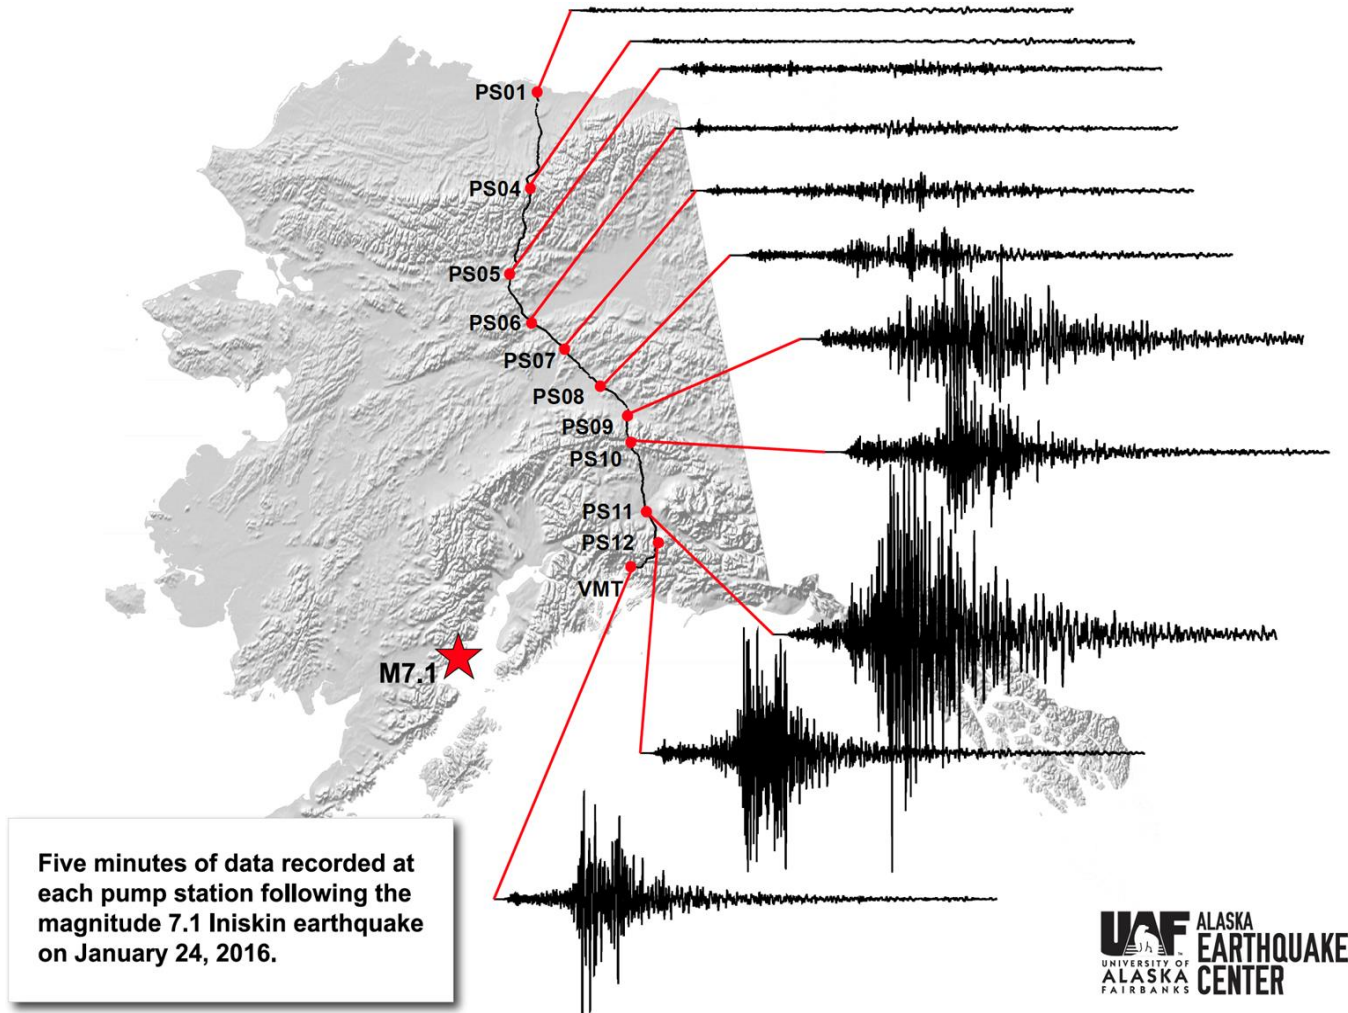 PS01
PS04
PS05
PS06
PS07
PS08
PS09
PS10
PS11
PS12
VMT
M7.1
Five minutes of data recorded at
each pump station following the
magnitude 7.1 Iniskin earthquake
on January 24, 2016.
UAF
UNIVERSITY OF
ALASKA
FAIRBANKS
ALASKA
EARTHQUAKE
CENTER